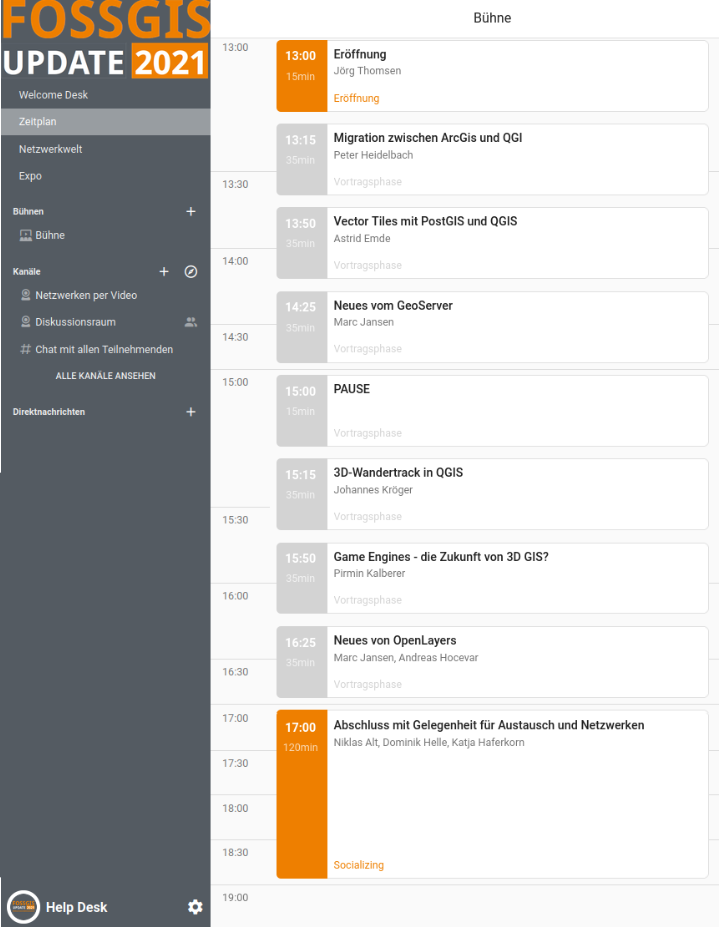 FOSSGIS
UPDATE 2021
Welcome Desk
Zeitplan
Netzwerkwelt
Expo
Bühnen +
Bühne
Kanäle +
Netzwerken per Video
Diskussionsraum
# Chat mit allen Teilnehmenden
ALLE KANÄLE ANSEHEN
Direktnachrichten +
FOSSGIS
UPDATE 2021
Help Desk
Bühne
13:00
13:00
15min
Eröffnung
Jörg Thomsen
Eröffnung
13:15
35min
Migration zwischen ArcGis und QGI
Peter Heidelbach
Vortragsphase
13:30
13:50
35min
Vector Tiles mit PostGIS und QGIS
Astrid Emde
Vortragsphase
14:00
14:25
35min
Neues vom GeoServer
Marc Jansen
Vortragsphase
14:30
15:00
15:00
15min
PAUSE
Vortragsphase
15:15
35min
3D-Wandertrack in QGIS
Johannes Kröger
Vortragsphase
15:30
15:50
35min
Game Engines - die Zukunft von 3D GIS?
Pirmin Kalberer
Vortragsphase
16:00
16:25
35min
Neues von OpenLayers
Marc Jansen, Andreas Hocevar
Vortragsphase
16:30
17:00
17:00
120min
Abschluss mit Gelegenheit für Austausch und Netzwerken
Niklas Alt, Dominik Helle, Katja Haferkorn
17:30
18:00
18:30
Socializing
19:00